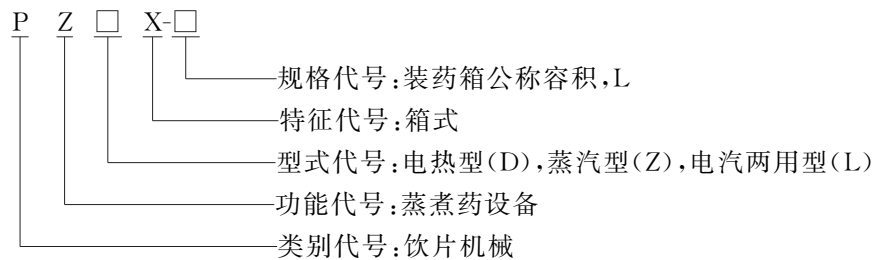 P Z □ X-□
规格代号:装药箱公称容积,L
特征代号:箱式
型式代号:电热型(D),蒸汽型(Z),电汽两用型(L)
功能代号:蒸煮药设备
类别代号:饮片机械